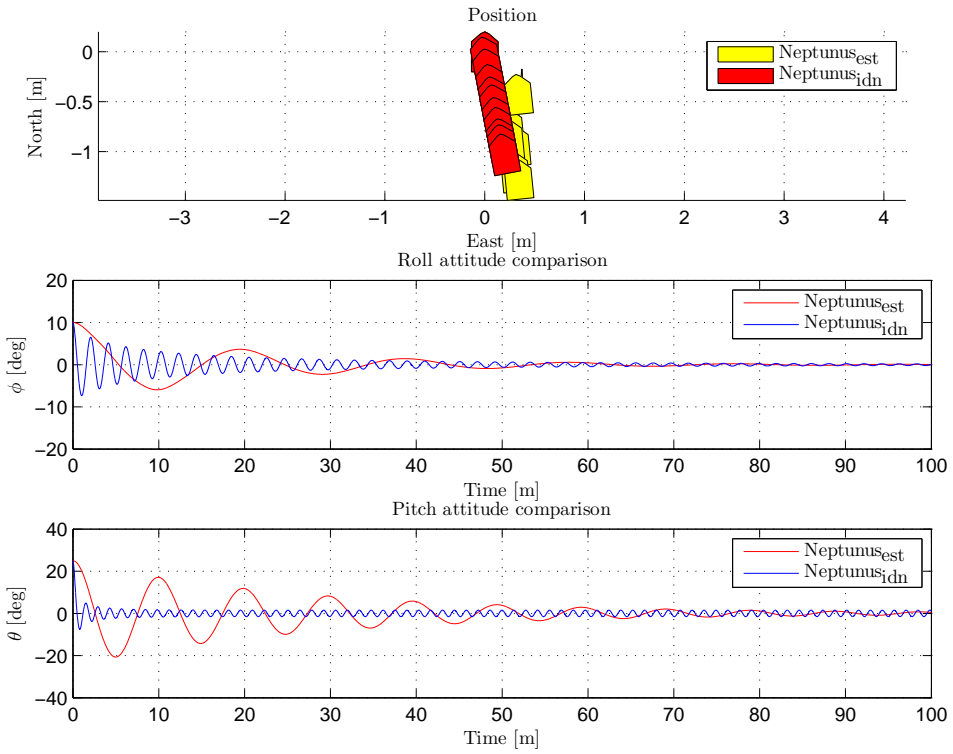 Position
North [m]
0
−0.5
−1
Neptunus_est
Neptunus_idn
−3 −2 −1 0 1 2 3 4
East [m]
Roll attitude comparison
ϕ [deg]
20
10
0
−10
−20
Neptunus_est
Neptunus_idn
0 10 20 30 40 50 60 70 80 90 100
Time [m]
Pitch attitude comparison
θ [deg]
40
20
0
−20
−40
Neptunus_est
Neptunus_idn
0 10 20 30 40 50 60 70 80 90 100
Time [m]